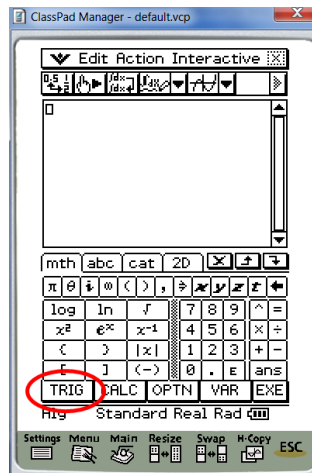 ClassPad Manager - default.vcp
Edit Action Interactive
mth abc cat 2D
π θ i ∞ ( ) , ⇒ x y z t ←
log ln √ 7 8 9 ^ =
x² eˣ x⁻¹ 4 5 6 × ÷
( ) |x| 1 2 3 + −
[ ] (−) 0 . E ans
TRIG CALC OPTN VAR EXE
Alg Standard Real Rad
Settings Menu Main Resize Swap H·Copy ESC